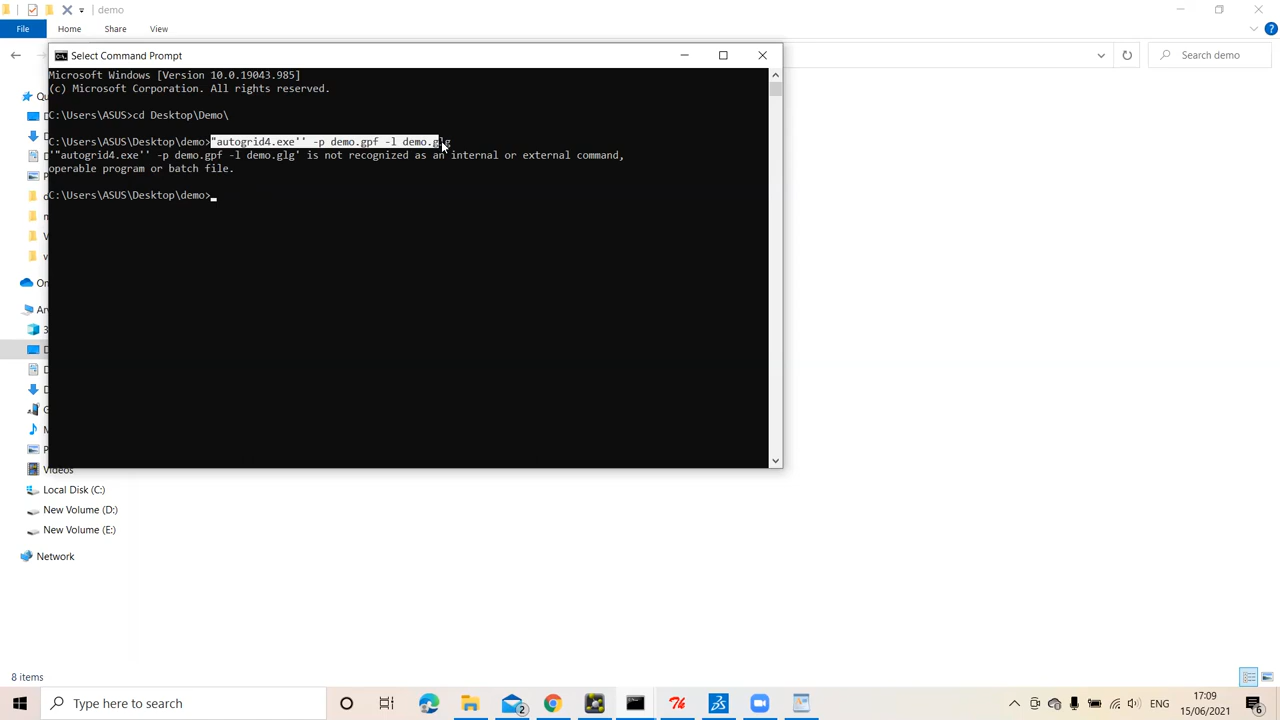 demo
File Home Share View
Search demo
Select Command Prompt
Microsoft Windows [Version 10.0.19043.985]
(c) Microsoft Corporation. All rights reserved.
C:\Users\ASUS>cd Desktop\Demo\
C:\Users\ASUS\Desktop\demo>"autogrid4.exe'' -p demo.gpf -l demo.glg
'"autogrid4.exe'' -p demo.gpf -l demo.glg' is not recognized as an internal or external command,
operable program or batch file.
C:\Users\ASUS\Desktop\demo>
Videos
Local Disk (C:)
New Volume (D:)
New Volume (E:)
Network
8 items
Type here to search
2
ENG
17:09
15/06/2021
6